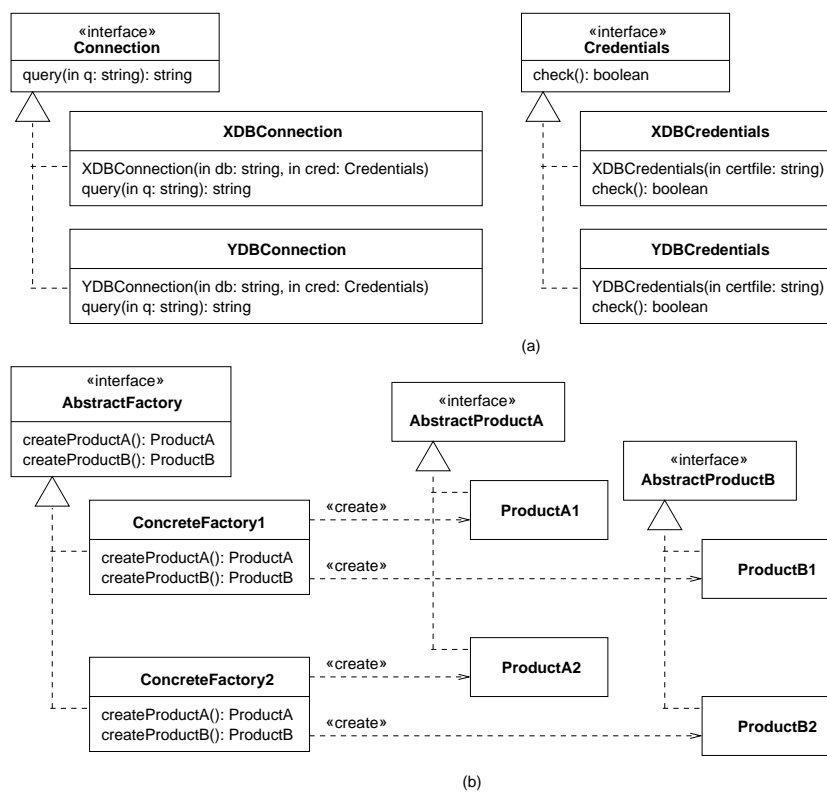 «interface»
Connection
query(in q: string): string
XDBConnection
XDBConnection(in db: string, in cred: Credentials)
query(in q: string): string
YDBConnection
YDBConnection(in db: string, in cred: Credentials)
query(in q: string): string
«interface»
Credentials
check(): boolean
XDBCredentials
XDBCredentials(in certfile: string)
check(): boolean
YDBCredentials
YDBCredentials(in certfile: string)
check(): boolean
(a)
«interface»
AbstractFactory
createProductA(): ProductA
createProductB(): ProductB
«interface»
AbstractProductA
«interface»
AbstractProductB
ConcreteFactory1
createProductA(): ProductA
createProductB(): ProductB
«create»
ProductA1
«create»
ProductB1
ConcreteFactory2
createProductA(): ProductA
createProductB(): ProductB
«create»
ProductA2
«create»
ProductB2
(b)